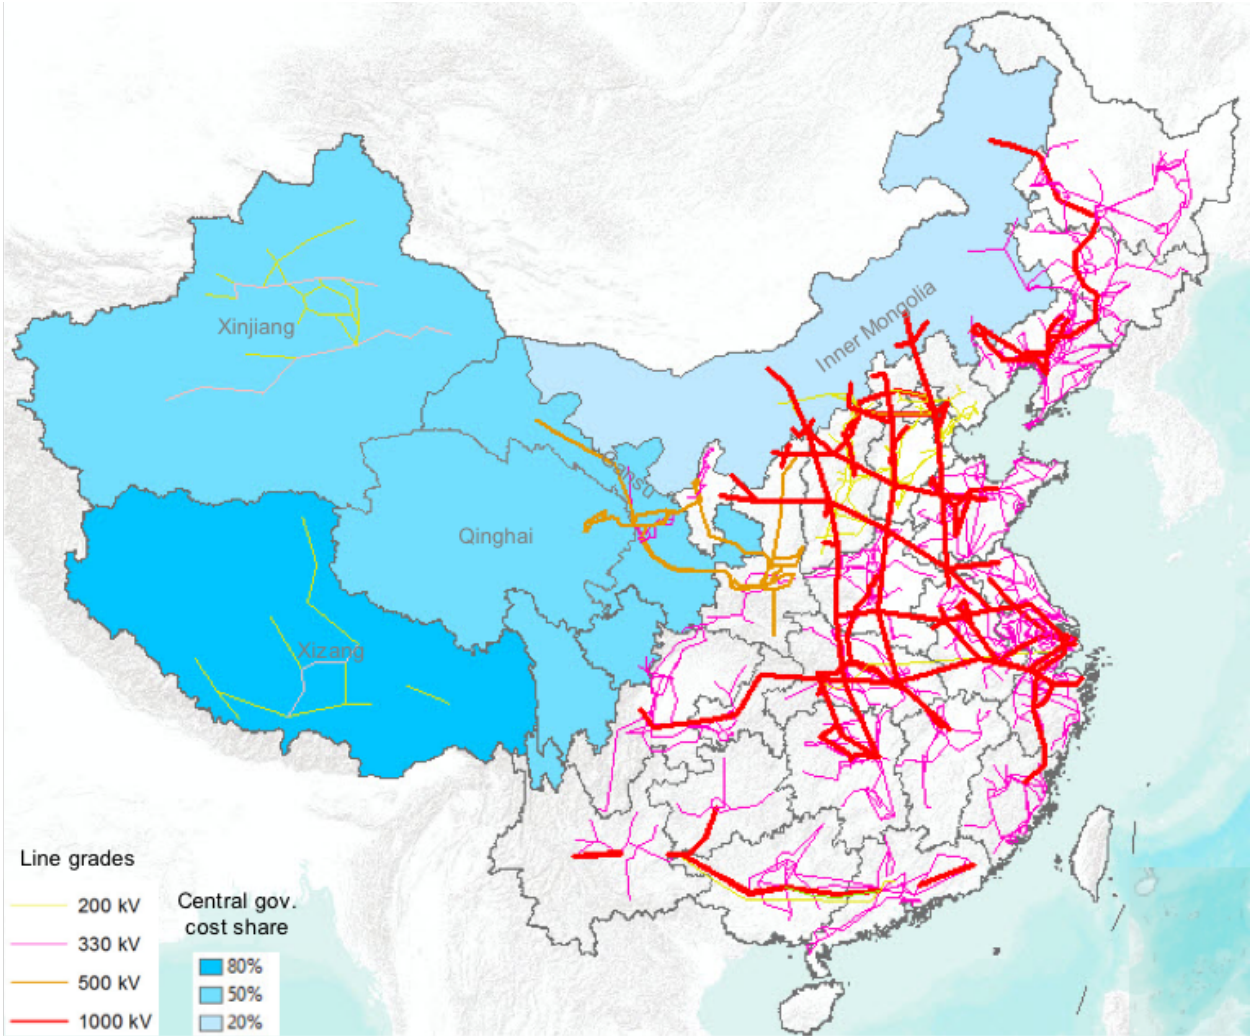 Inner Mongolia
Xinjiang
Gansu
Qinghai
Xizang
Line grades
200 kV
330 kV
500 kV
1000 kV
Central gov.
cost share
80%
50%
20%